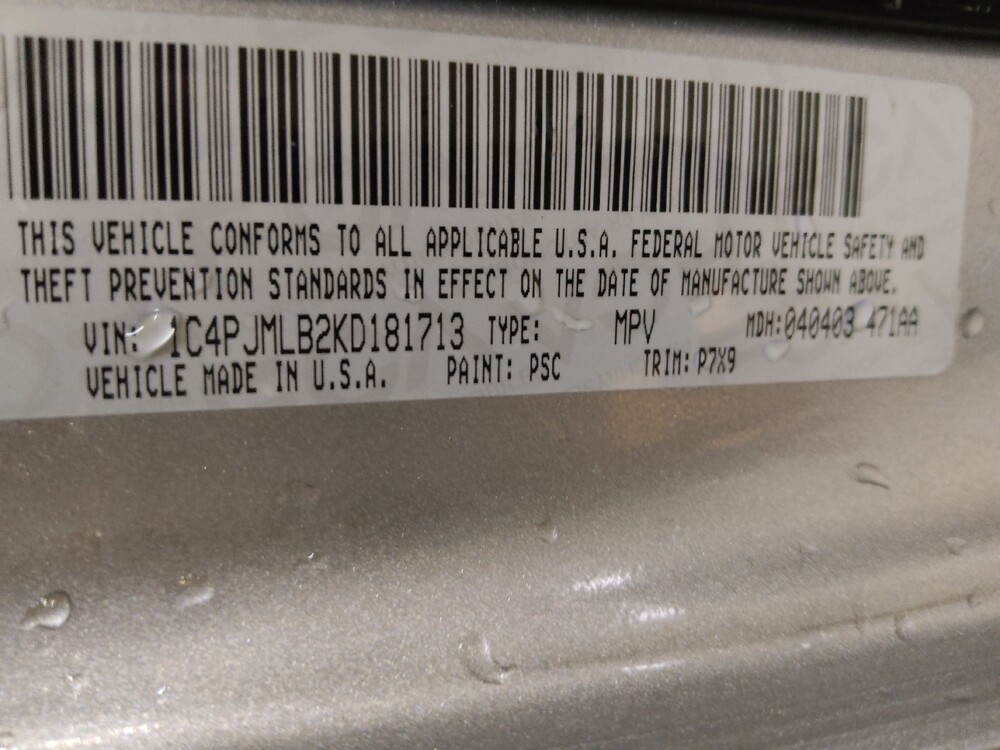 THIS VEHICLE CONFORMS TO ALL APPLICABLE U.S.A. FEDERAL MOTOR VEHICLE SAFETY AND
THEFT PREVENTION STANDARDS IN EFFECT ON THE DATE OF MANUFACTURE SHOWN ABOVE.
VIN: 1C4PJMLB2KD181713 TYPE: MPV MDH:040403 471AA
VEHICLE MADE IN U.S.A. PAINT: PSC TRIM: P7X9